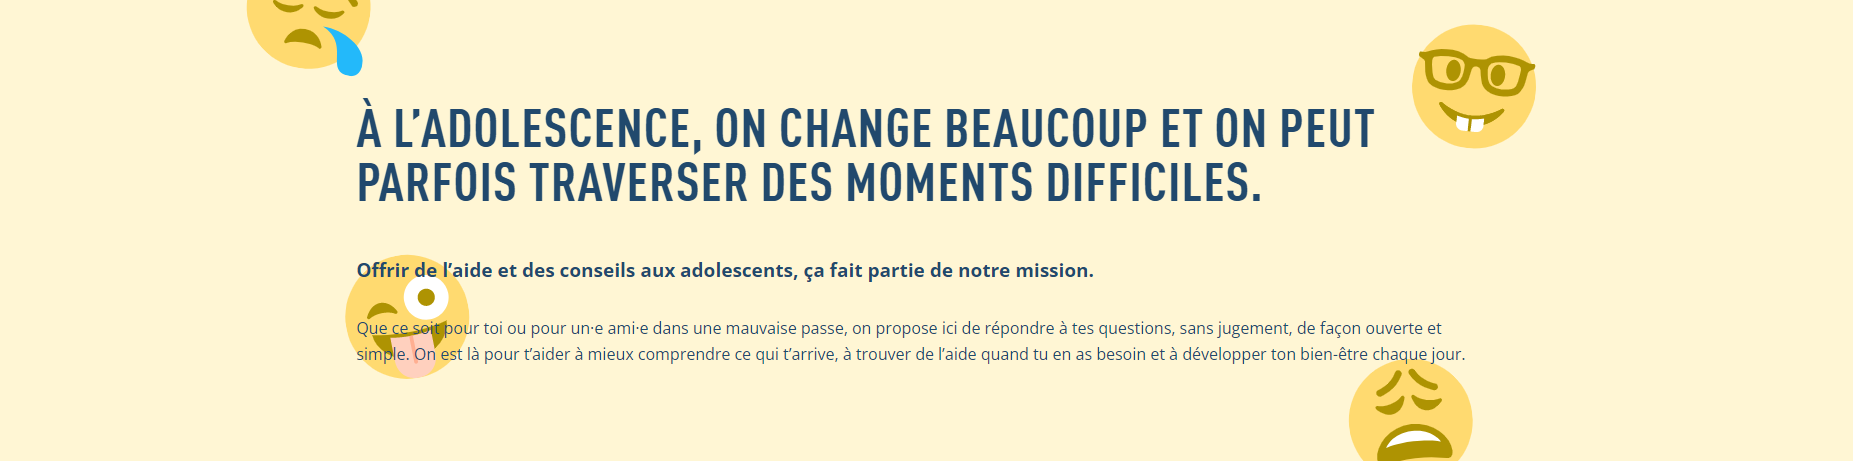 À L’ADOLESCENCE, ON CHANGE BEAUCOUP ET ON PEUT
PARFOIS TRAVERSER DES MOMENTS DIFFICILES.
Offrir de l’aide et des conseils aux adolescents, ça fait partie de notre mission.
Que ce soit pour toi ou pour un·e ami·e dans une mauvaise passe, on propose ici de répondre à tes questions, sans jugement, de façon ouverte et
simple. On est là pour t’aider à mieux comprendre ce qui t’arrive, à trouver de l’aide quand tu en as besoin et à développer ton bien-être chaque jour.